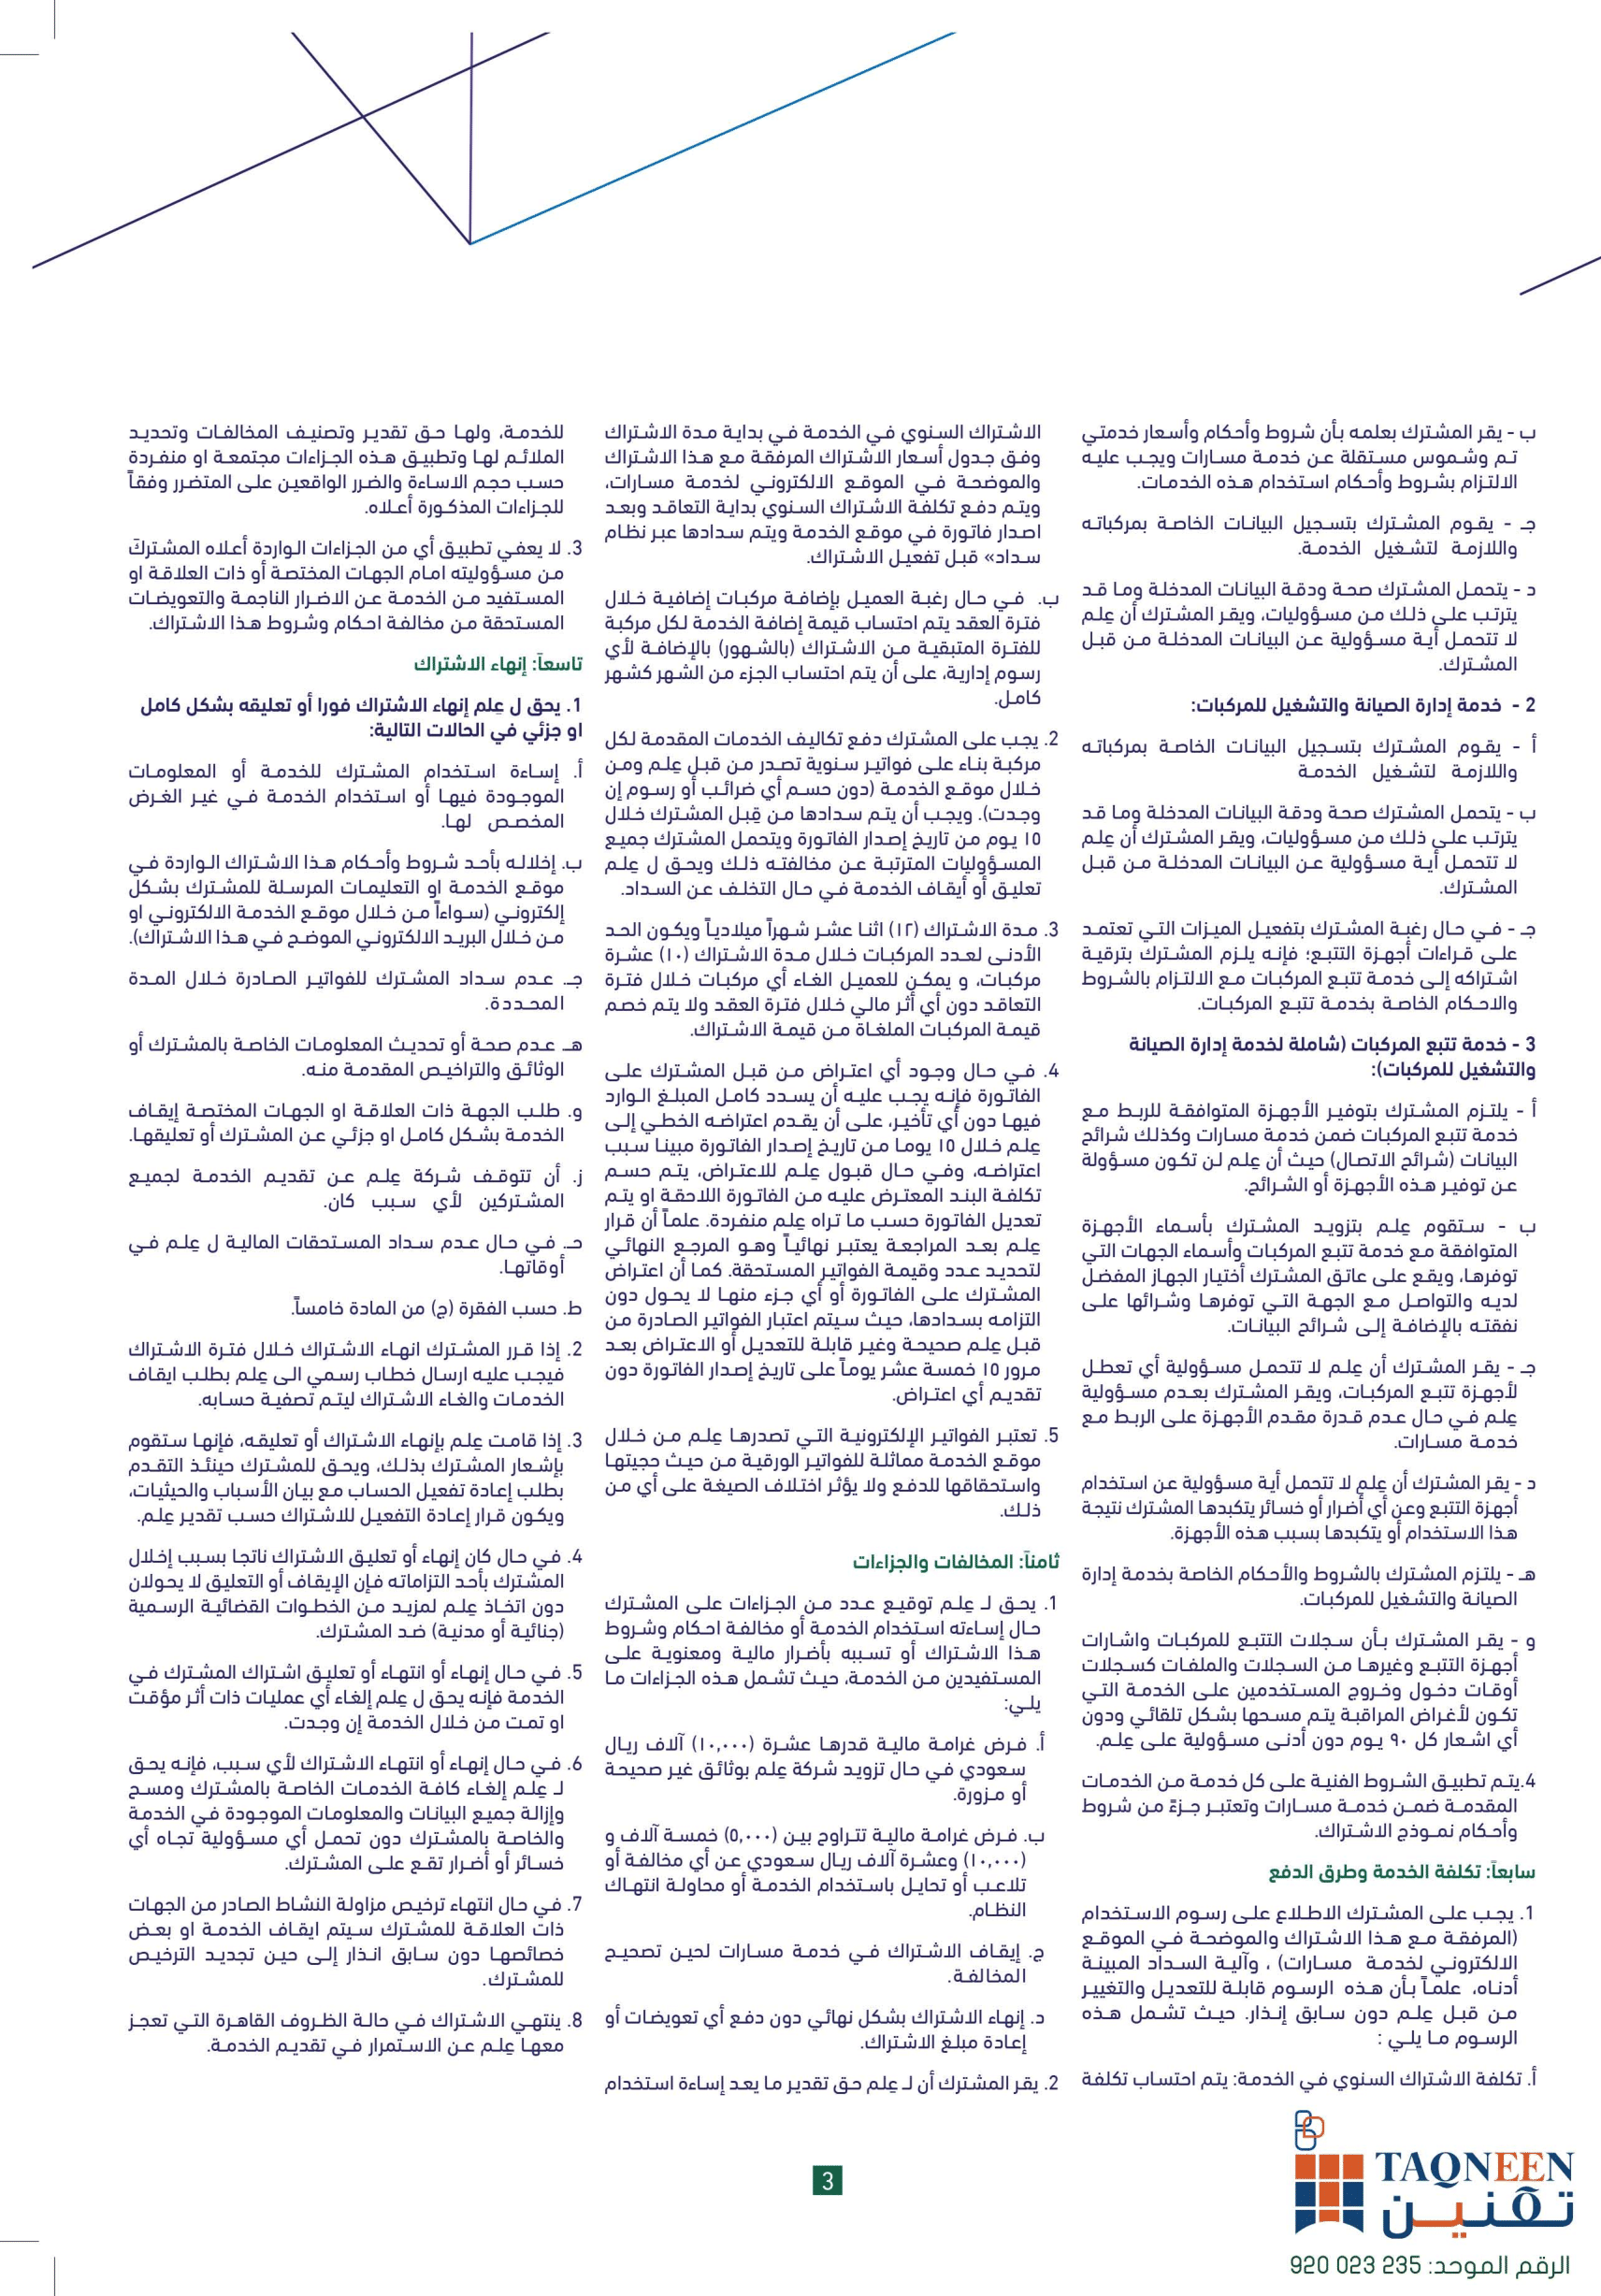 ب - يقر المشترك بعلمه بأن شروط وأحكام وأسعار خدمتي
تم وشموس مستقلة عن خدمة مسارات ويجب عليه
الالتزام بشروط وأحكام استخدام هذه الخدمات.
جـ - يقوم المشترك بتسجيل البيانات الخاصة بمركباته
واللازمة لتشغيل الخدمة.
د - يتحمل المشترك صحة ودقة البيانات المدخلة وما قد
يترتب على ذلك من مسؤوليات، ويقر المشترك أن عِلم
لا تتحمل أية مسؤولية عن البيانات المدخلة من قبل
المشترك.
2 - خدمة إدارة الصيانة والتشغيل للمركبات:
أ - يقوم المشترك بتسجيل البيانات الخاصة بمركباته
واللازمة لتشغيل الخدمة
ب - يتحمل المشترك صحة ودقة البيانات المدخلة وما قد
يترتب على ذلك من مسؤوليات، ويقر المشترك أن عِلم
لا تتحمل أية مسؤولية عن البيانات المدخلة من قبل
المشترك.
جـ - في حال رغبة المشترك بتفعيل الميزات التي تعتمد
على قراءات أجهزة التتبع؛ فإنه يلزم المشترك بترقية
اشتراكه إلى خدمة تتبع المركبات مع الالتزام بالشروط
والاحكام الخاصة بخدمة تتبع المركبات.
3 - خدمة تتبع المركبات (شاملة لخدمة إدارة الصيانة
والتشغيل للمركبات):
أ - يلتزم المشترك بتوفير الأجهزة المتوافقة للربط مع
خدمة تتبع المركبات ضمن خدمة مسارات وكذلك شرائح
البيانات (شرائح الاتصال) حيث أن عِلم لن تكون مسؤولة
عن توفير هذه الأجهزة أو الشرائح.
ب - ستقوم عِلم بتزويد المشترك بأسماء الأجهزة
المتوافقة مع خدمة تتبع المركبات وأسماء الجهات التي
توفرها، ويقع على عاتق المشترك أختيار الجهاز المفضل
لديه والتواصل مع الجهة التي توفرها وشرائها على
نفقته بالإضافة إلى شرائح البيانات.
جـ - يقر المشترك أن عِلم لا تتحمل مسؤولية أي تعطل
لأجهزة تتبع المركبات، ويقر المشترك بعدم مسؤولية
عِلم في حال عدم قدرة مقدم الأجهزة على الربط مع
خدمة مسارات.
د - يقر المشترك أن عِلم لا تتحمل أية مسؤولية عن استخدام
أجهزة التتبع وعن أي أضرار أو خسائر يتكبدها المشترك نتيجة
هذا الاستخدام أو يتكبدها بسبب هذه الأجهزة.
هـ - يلتزم المشترك بالشروط والأحكام الخاصة بخدمة إدارة
الصيانة والتشغيل للمركبات.
و - يقر المشترك بأن سجلات التتبع للمركبات واشارات
أجهزة التتبع وغيرها من السجلات والملفات كسجلات
أوقات دخول وخروج المستخدمين على الخدمة التي
تكون لأغراض المراقبة يتم مسحها بشكل تلقائي ودون
أي اشعار كل ٩٠ يوم دون أدنى مسؤولية على عِلم.
4.يتم تطبيق الشروط الفنية على كل خدمة من الخدمات
المقدمة ضمن خدمة مسارات وتعتبر جزءً من شروط
وأحكام نموذج الاشتراك.
سابعاً: تكلفة الخدمة وطرق الدفع
1. يجب على المشترك الاطلاع على رسوم الاستخدام
(المرفقة مع هذا الاشتراك والموضحة في الموقع
الالكتروني لخدمة مسارات) ، وآلية السداد المبينة
أدناه، علماً بأن هذه الرسوم قابلة للتعديل والتغيير
من قبل عِلم دون سابق إنذار. حيث تشمل هذه
الرسوم ما يلي :
أ. تكلفة الاشتراك السنوي في الخدمة: يتم احتساب تكلفة
الاشتراك السنوي في الخدمة في بداية مدة الاشتراك
وفق جدول أسعار الاشتراك المرفقة مع هذا الاشتراك
والموضحة في الموقع الالكتروني لخدمة مسارات،
ويتم دفع تكلفة الاشتراك السنوي بداية التعاقد وبعد
اصدار فاتورة في موقع الخدمة ويتم سدادها عبر نظام
سداد» قبل تفعيل الاشتراك.
ب. في حال رغبة العميل بإضافة مركبات إضافية خلال
فترة العقد يتم احتساب قيمة إضافة الخدمة لكل مركبة
للفترة المتبقية من الاشتراك (بالشهور) بالإضافة لأي
رسوم إدارية، على أن يتم احتساب الجزء من الشهر كشهر
كامل.
2. يجب على المشترك دفع تكاليف الخدمات المقدمة لكل
مركبة بناء على فواتير سنوية تصدر من قبل عِلم ومن
خلال موقع الخدمة (دون حسم أي ضرائب أو رسوم إن
وجدت). ويجب أن يتم سدادها من قِبل المشترك خلال
١٥ يوم من تاريخ إصدار الفاتورة ويتحمل المشترك جميع
المسؤوليات المترتبة عن مخالفته ذلك ويحق ل عِلم
تعليق أو أيقاف الخدمة في حال التخلف عن السداد.
3. مدة الاشتراك (١٢) اثنا عشر شهراً ميلادياً ويكون الحد
الأدنى لعدد المركبات خلال مدة الاشتراك (١٠) عشرة
مركبات، و يمكن للعميل الغاء أي مركبات خلال فترة
التعاقد دون أي أثر مالي خلال فترة العقد ولا يتم خصم
قيمة المركبات الملغاة من قيمة الاشتراك.
4. في حال وجود أي اعتراض من قبل المشترك على
الفاتورة فإنه يجب عليه أن يسدد كامل المبلغ الوارد
فيها دون أي تأخير، على أن يقدم اعتراضه الخطي إلى
عِلم خلال ١٥ يوما من تاريخ إصدار الفاتورة مبينا سبب
اعتراضه، وفي حال قبول عِلم للاعتراض، يتم حسم
تكلفة البند المعترض عليه من الفاتورة اللاحقة او يتم
تعديل الفاتورة حسب ما تراه عِلم منفردة. علماً أن قرار
عِلم بعد المراجعة يعتبر نهائياً وهو المرجع النهائي
لتحديد عدد وقيمة الفواتير المستحقة. كما أن اعتراض
المشترك على الفاتورة أو أي جزء منها لا يحول دون
التزامه بسدادها، حيث سيتم اعتبار الفواتير الصادرة من
قبل عِلم صحيحة وغير قابلة للتعديل أو الاعتراض بعد
مرور ١٥ خمسة عشر يوماً على تاريخ إصدار الفاتورة دون
تقديم أي اعتراض.
5. تعتبر الفواتير الإلكترونية التي تصدرها عِلم من خلال
موقع الخدمة مماثلة للفواتير الورقية من حيث حجيتها
واستحقاقها للدفع ولا يؤثر اختلاف الصيغة على أي من
ذلك.
ثامناً: المخالفات والجزاءات
1. يحق لـ عِلم توقيع عدد من الجزاءات على المشترك
حال إساءته استخدام الخدمة أو مخالفة احكام وشروط
هذا الاشتراك أو تسببه بأضرار مالية ومعنوية على
المستفيدين من الخدمة، حيث تشمل هذه الجزاءات ما
يلي:
أ. فرض غرامة مالية قدرها عشرة (١٠,٠٠٠) آلاف ريال
سعودي في حال تزويد شركة عِلم بوثائق غير صحيحة
أو مزورة.
ب. فرض غرامة مالية تتراوح بين (٥,٠٠٠) خمسة آلاف و
(١٠,٠٠٠) وعشرة آلاف ريال سعودي عن أي مخالفة أو
تلاعب أو تحايل باستخدام الخدمة أو محاولة انتهاك
النظام.
ج. إيقاف الاشتراك في خدمة مسارات لحين تصحيح
المخالفة.
د. إنهاء الاشتراك بشكل نهائي دون دفع أي تعويضات أو
إعادة مبلغ الاشتراك.
2. يقر المشترك أن لـ عِلم حق تقدير ما يعد إساءة استخدام
للخدمة، ولها حق تقدير وتصنيف المخالفات وتحديد
الملائم لها وتطبيق هذه الجزاءات مجتمعة او منفردة
حسب حجم الاساءة والضرر الواقعين على المتضرر وفقاً
للجزاءات المذكورة أعلاه.
3. لا يعفي تطبيق أي من الجزاءات الواردة أعلاه المشتركَ
من مسؤوليته امام الجهات المختصة أو ذات العلاقة او
المستفيد من الخدمة عن الاضرار الناجمة والتعويضات
المستحقة من مخالفة احكام وشروط هذا الاشتراك.
تاسعاً: إنهاء الاشتراك
1. يحق ل عِلم إنهاء الاشتراك فورا أو تعليقه بشكل كامل
او جزئي في الحالات التالية:
أ. إساءة استخدام المشترك للخدمة أو المعلومات
الموجودة فيها أو استخدام الخدمة في غير الغرض
المخصص لها.
ب. إخلاله بأحد شروط وأحكام هذا الاشتراك الواردة في
موقع الخدمة او التعليمات المرسلة للمشترك بشكل
إلكتروني (سواءاً من خلال موقع الخدمة الالكتروني او
من خلال البريد الالكتروني الموضح في هذا الاشتراك).
جـ. عدم سداد المشترك للفواتير الصادرة خلال المدة
المحددة.
هـ. عدم صحة أو تحديث المعلومات الخاصة بالمشترك أو
الوثائق والتراخيص المقدمة منه.
و. طلب الجهة ذات العلاقة او الجهات المختصة إيقاف
الخدمة بشكل كامل او جزئي عن المشترك أو تعليقها.
ز. أن تتوقف شركة عِلم عن تقديم الخدمة لجميع
المشتركين لأي سبب كان.
حـ. في حال عدم سداد المستحقات المالية ل عِلم في
أوقاتها.
ط. حسب الفقرة (ج) من المادة خامساً.
2. إذا قرر المشترك انهاء الاشتراك خلال فترة الاشتراك
فيجب عليه ارسال خطاب رسمي الى عِلم بطلب ايقاف
الخدمات والغاء الاشتراك ليتم تصفية حسابه.
3. إذا قامت عِلم بإنهاء الاشتراك أو تعليقه، فإنها ستقوم
بإشعار المشترك بذلك، ويحق للمشترك حينئذ التقدم
بطلب إعادة تفعيل الحساب مع بيان الأسباب والحيثيات،
ويكون قرار إعادة التفعيل للاشتراك حسب تقدير عِلم.
4. في حال كان إنهاء أو تعليق الاشتراك ناتجا بسبب إخلال
المشترك بأحد التزاماته فإن الإيقاف أو التعليق لا يحولان
دون اتخاذ عِلم لمزيد من الخطوات القضائية الرسمية
(جنائية أو مدنية) ضد المشترك.
5. في حال إنهاء أو انتهاء أو تعليق اشتراك المشترك في
الخدمة فإنه يحق ل عِلم إلغاء أي عمليات ذات أثر مؤقت
او تمت من خلال الخدمة إن وجدت.
6. في حال إنهاء أو انتهاء الاشتراك لأي سبب، فإنه يحق
لـ عِلم إلغاء كافة الخدمات الخاصة بالمشترك ومسح
وإزالة جميع البيانات والمعلومات الموجودة في الخدمة
والخاصة بالمشترك دون تحمل أي مسؤولية تجاه أي
خسائر أو أضرار تقع على المشترك.
7. في حال انتهاء ترخيص مزاولة النشاط الصادر من الجهات
ذات العلاقة للمشترك سيتم ايقاف الخدمة او بعض
خصائصها دون سابق انذار إلى حين تجديد الترخيص
للمشترك.
8. ينتهي الاشتراك في حالة الظروف القاهرة التي تعجز
معها عِلم عن الاستمرار في تقديم الخدمة.
3
TAQNEEN
تقنين
الرقم الموحد: 235 023 920